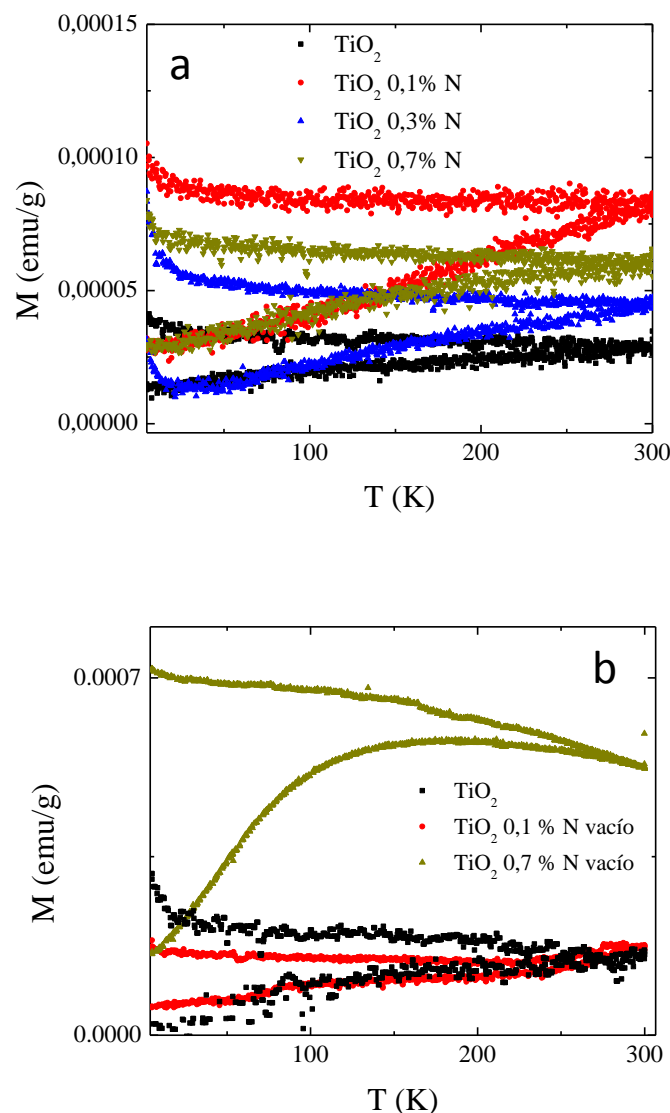 0,00015
a
TiO2
TiO2 0,1% N
TiO2 0,3% N
TiO2 0,7% N
0,00010
M (emu/g)
0,00005
0,00000
100 200 300
T (K)
b
0.0007
M (emu/g)
TiO2
TiO2 0,1 % N vacío
TiO2 0,7 % N vacío
0.0000
100 200 300
T (K)